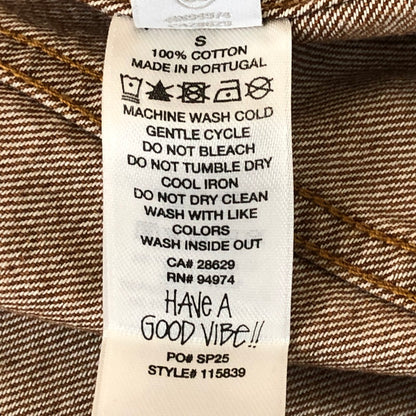 S
100% COTTON
MADE IN PORTUGAL
MACHINE WASH COLD
GENTLE CYCLE
DO NOT BLEACH
DO NOT TUMBLE DRY
COOL IRON
DO NOT DRY CLEAN
WASH WITH LIKE
COLORS
WASH INSIDE OUT
CA# 28629
RN# 94974
HAVE A
GOOD VIBE!!
PO# SP25
STYLE# 115839